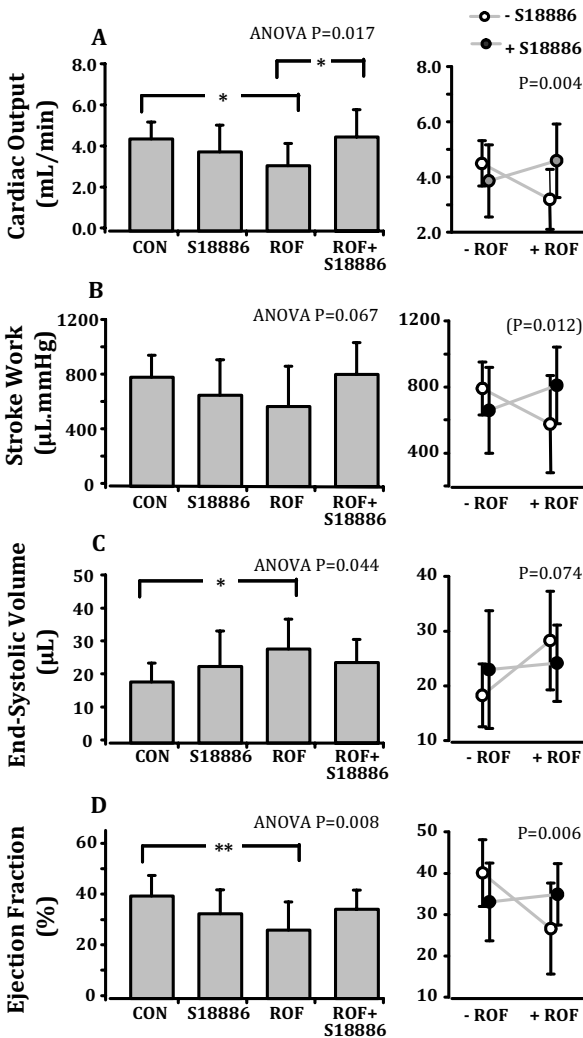 - S18886
+ S18886
A
ANOVA P=0.017
*
*
Cardiac Output
(mL/min)
8.0
6.0
4.0
2.0
0.0
CON
S18886
ROF
ROF+
S18886
P=0.004
8.0
6.0
4.0
2.0
- ROF
+ ROF
B
ANOVA P=0.067
Stroke Work
(µL.mmHg)
1200
800
400
0
CON
S18886
ROF
ROF+
S18886
(P=0.012)
1200
800
400
- ROF
+ ROF
C
ANOVA P=0.044
*
End-Systolic Volume
(µL)
50
40
30
20
10
0
CON
S18886
ROF
ROF+
S18886
P=0.074
40
30
20
10
- ROF
+ ROF
D
ANOVA P=0.008
**
Ejection Fraction
(%)
60
40
20
0
CON
S18886
ROF
ROF+
S18886
P=0.006
50
40
30
20
10
- ROF
+ ROF